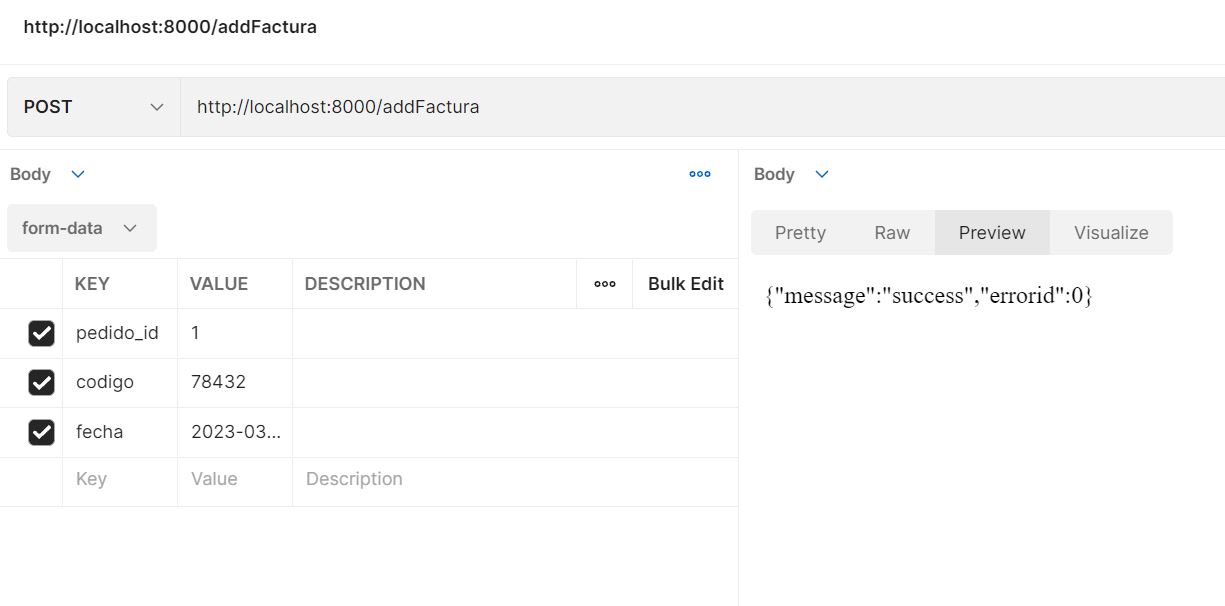 http://localhost:8000/addFactura
POST http://localhost:8000/addFactura
Body
form-data
KEY VALUE DESCRIPTION Bulk Edit
pedido_id 1
codigo 78432
fecha 2023-03...
Key Value Description
Body
Pretty Raw Preview Visualize
{"message":"success","errorid":0}